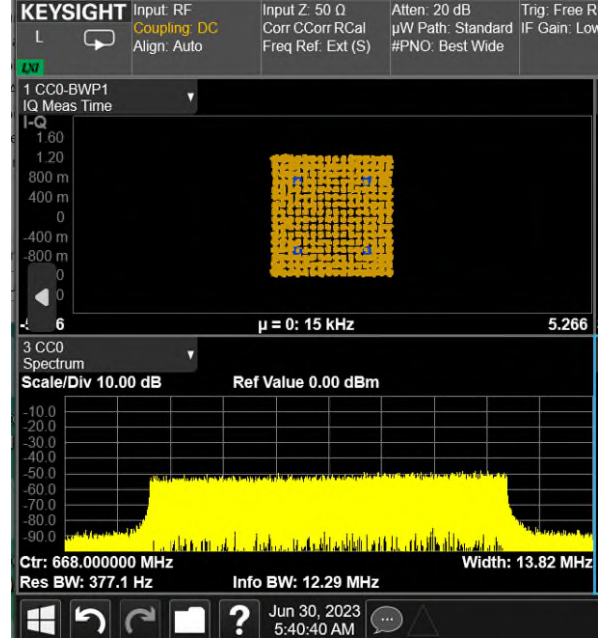 KEYSIGHT
L
LXI
Input: RF
Coupling: DC
Align: Auto
Input Z: 50 Ω
Corr CCorr RCal
Freq Ref: Ext (S)
Atten: 20 dB
µW Path: Standard
#PNO: Best Wide
Trig: Free R
IF Gain: Low
1 CC0-BWP1
IQ Meas Time
I-Q
1.60
1.20
800 m
400 m
0
-400 m
-800 m
0
0
6
µ = 0: 15 kHz
5.266
3 CC0
Spectrum
Scale/Div 10.00 dB
Ref Value 0.00 dBm
-10.0
-20.0
-30.0
-40.0
-50.0
-60.0
-70.0
-80.0
-90.0
Ctr: 668.000000 MHz
Width: 13.82 MHz
Res BW: 377.1 Hz
Info BW: 12.29 MHz
?
Jun 30, 2023
5:40:40 AM